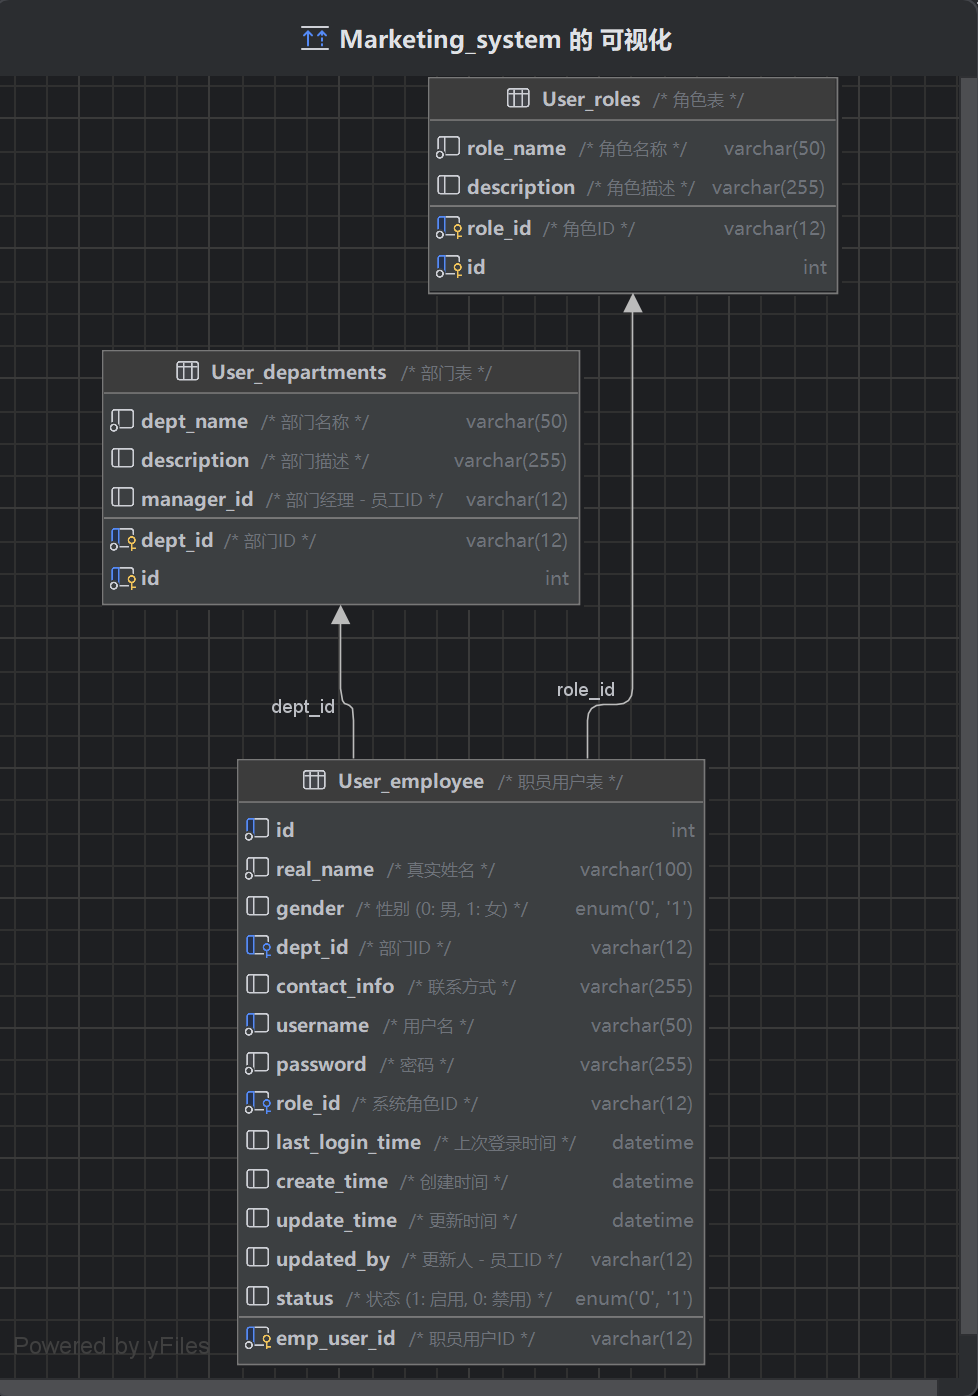 Marketing_system 的 可视化
User_roles /* 角色表 */
role_name /* 角色名称 */ varchar(50)
description /* 角色描述 */ varchar(255)
role_id /* 角色ID */ varchar(12)
id int
User_departments /* 部门表 */
dept_name /* 部门名称 */ varchar(50)
description /* 部门描述 */ varchar(255)
manager_id /* 部门经理 - 员工ID */ varchar(12)
dept_id /* 部门ID */ varchar(12)
id int
role_id
dept_id
User_employee /* 职员用户表 */
id int
real_name /* 真实姓名 */ varchar(100)
gender /* 性别 (0: 男, 1: 女) */ enum('0', '1')
dept_id /* 部门ID */ varchar(12)
contact_info /* 联系方式 */ varchar(255)
username /* 用户名 */ varchar(50)
password /* 密码 */ varchar(255)
role_id /* 系统角色ID */ varchar(12)
last_login_time /* 上次登录时间 */ datetime
create_time /* 创建时间 */ datetime
update_time /* 更新时间 */ datetime
updated_by /* 更新人 - 员工ID */ varchar(12)
status /* 状态 (1: 启用, 0: 禁用) */ enum('0', '1')
emp_user_id /* 职员用户ID */ varchar(12)
Powered by yFiles